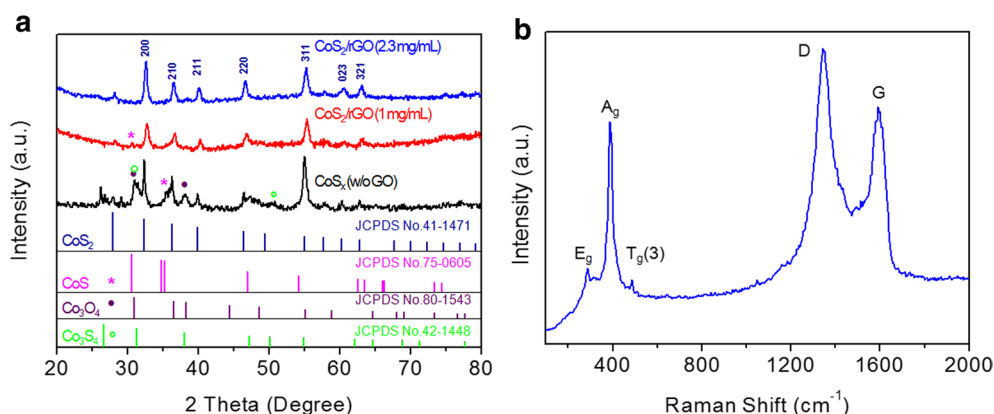 a
CoS₂/rGO(2.3mg/mL)
200
210
211
220
311
023
321
CoS₂/rGO(1mg/mL)
*
CoSₓ(w/oGO)
*
CoS₂
JCPDS No.41-1471
CoS *
JCPDS No.75-0605
Co₃O₄ •
JCPDS No.80-1543
Co₃S₄ ∘
JCPDS No.42-1448
20 30 40 50 60 70 80
2 Theta (Degree)
Intensity (a.u.)
b
D
G
A_g
E_g
T_g(3)
400 800 1200 1600 2000
Raman Shift (cm⁻¹)
Intensity (a.u.)